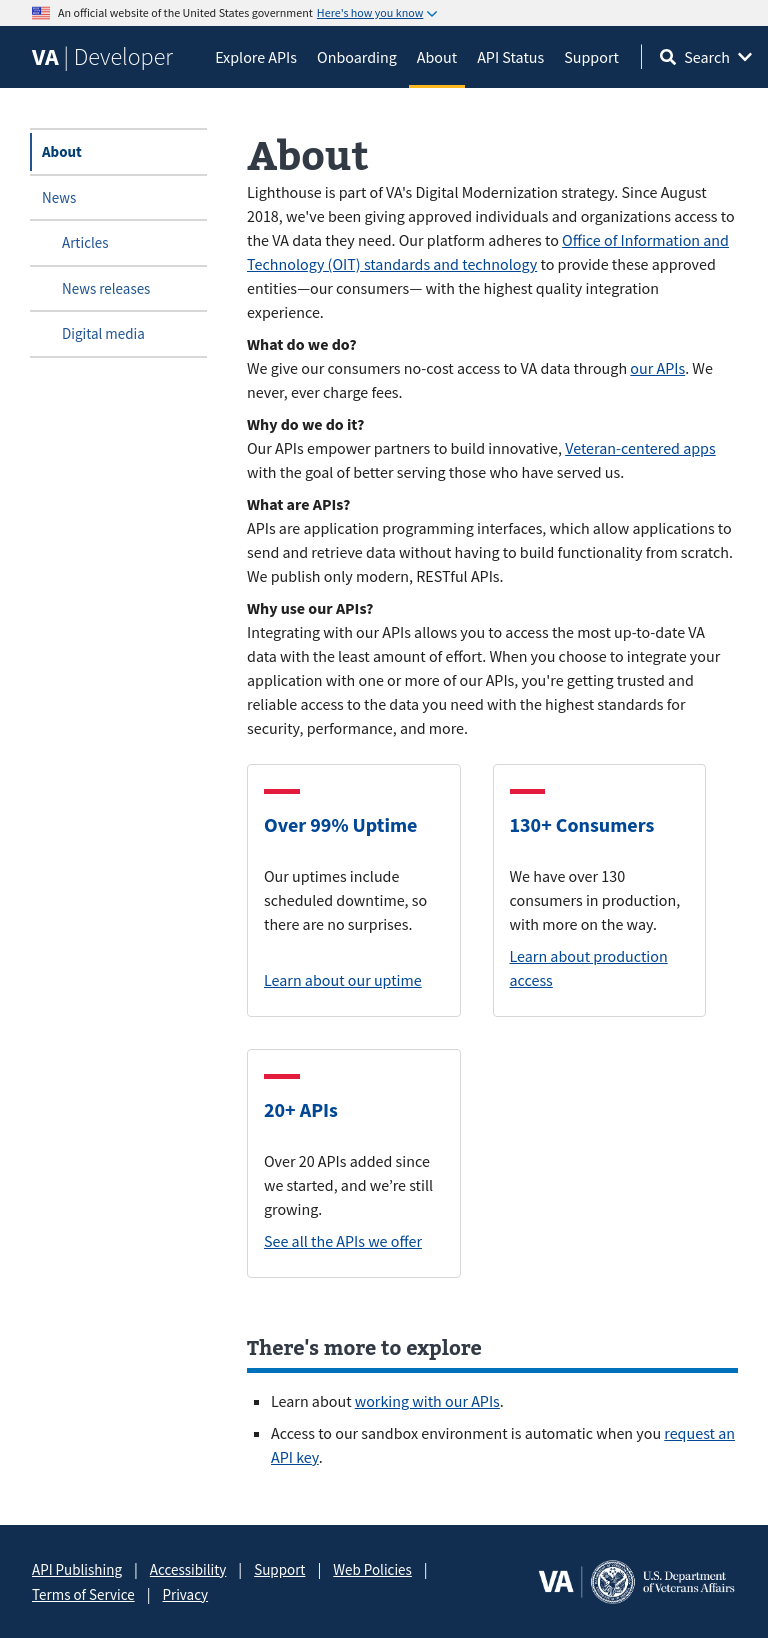 An official website of the United States government Here's how you know
VA | Developer
Explore APIs
Onboarding
About
API Status
Support
Search
About
News
Articles
News releases
Digital media
About
Lighthouse is part of VA's Digital Modernization strategy. Since August
2018, we've been giving approved individuals and organizations access to
the VA data they need. Our platform adheres to Office of Information and
Technology (OIT) standards and technology to provide these approved
entities—our consumers— with the highest quality integration
experience.
What do we do?
We give our consumers no-cost access to VA data through our APIs. We
never, ever charge fees.
Why do we do it?
Our APIs empower partners to build innovative, Veteran-centered apps
with the goal of better serving those who have served us.
What are APIs?
APIs are application programming interfaces, which allow applications to
send and retrieve data without having to build functionality from scratch.
We publish only modern, RESTful APIs.
Why use our APIs?
Integrating with our APIs allows you to access the most up-to-date VA
data with the least amount of effort. When you choose to integrate your
application with one or more of our APIs, you're getting trusted and
reliable access to the data you need with the highest standards for
security, performance, and more.
Over 99% Uptime
Our uptimes include
scheduled downtime, so
there are no surprises.
Learn about our uptime
130+ Consumers
We have over 130
consumers in production,
with more on the way.
Learn about production
access
20+ APIs
Over 20 APIs added since
we started, and we’re still
growing.
See all the APIs we offer
There's more to explore
Learn about working with our APIs.
Access to our sandbox environment is automatic when you request an
API key.
API Publishing | Accessibility | Support | Web Policies |
Terms of Service | Privacy
VA
U.S. Department
of Veterans Affairs